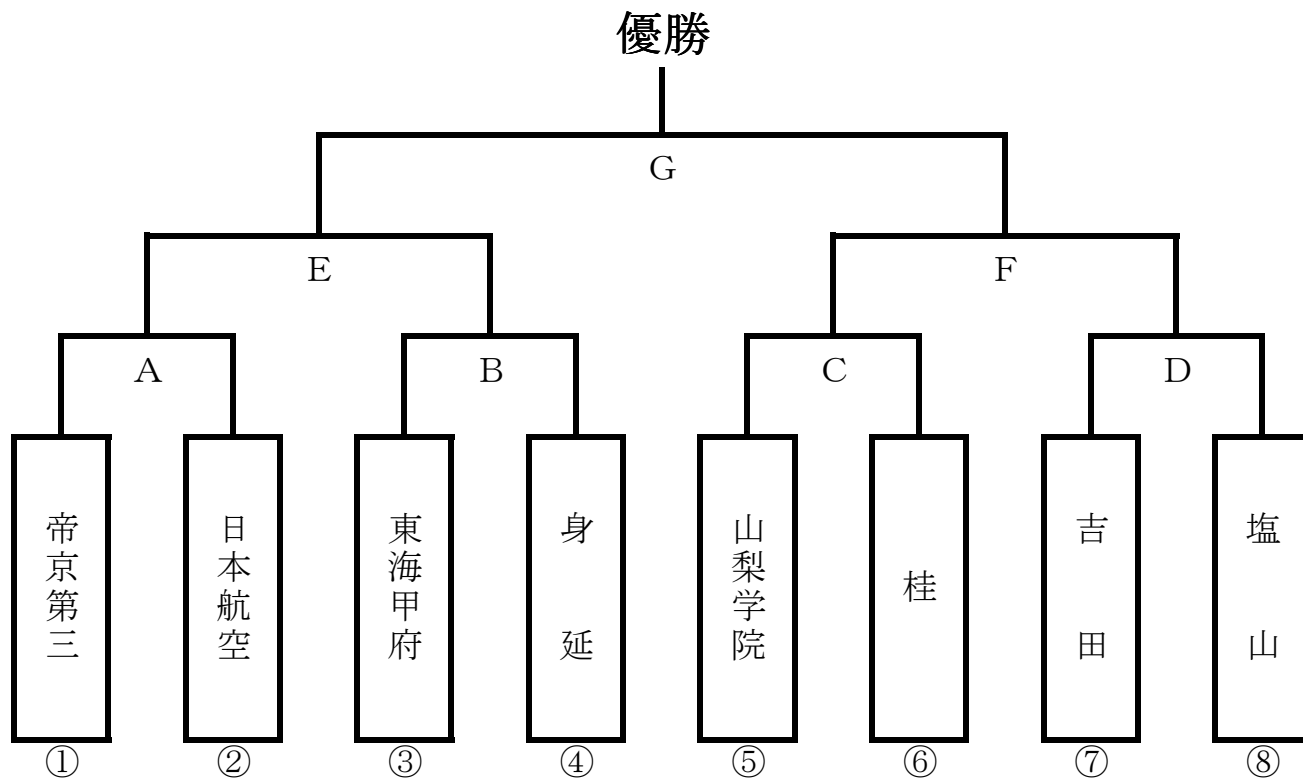 優勝
G
E
F
A
B
C
D
帝京第三
日本航空
東海甲府
身延
山梨学院
桂
吉田
塩山
①
②
③
④
⑤
⑥
⑦
⑧